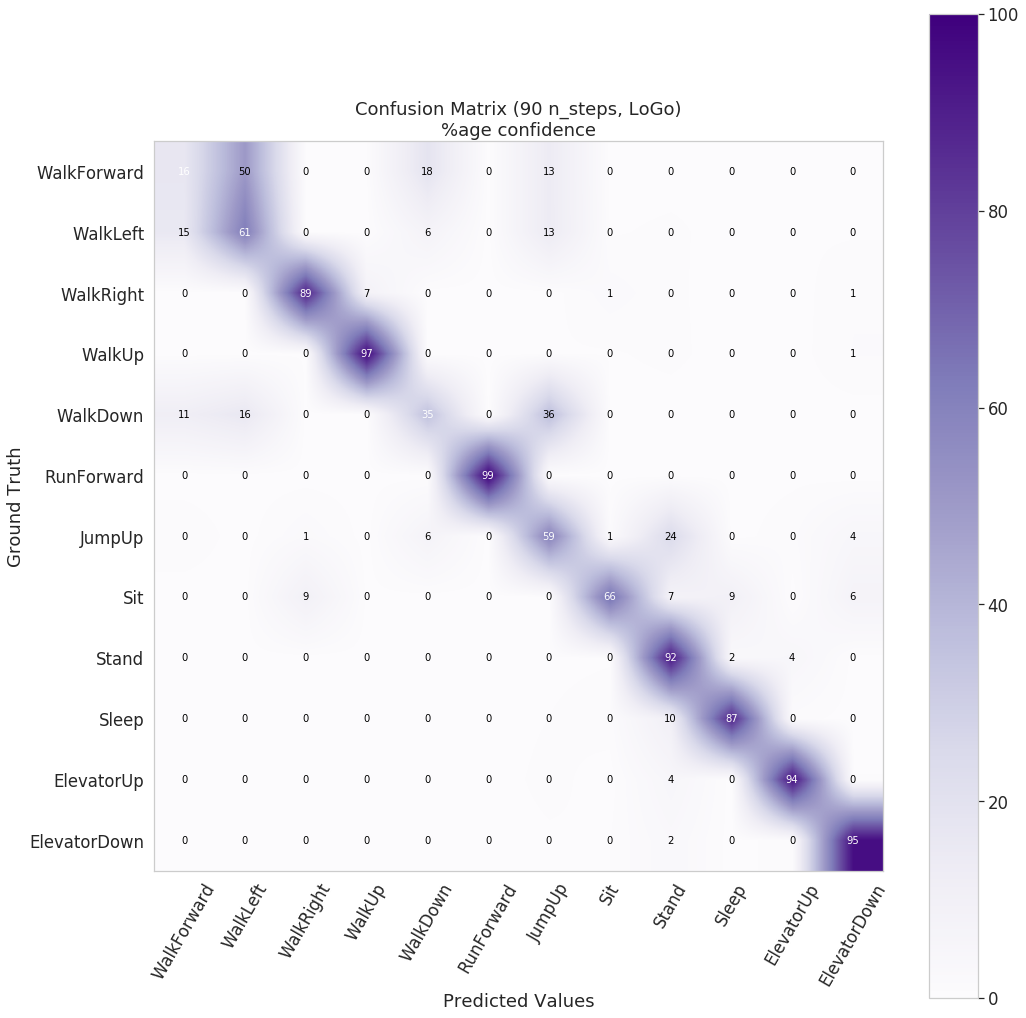 Confusion Matrix (90 n_steps, LoGo)
%age confidence
WalkForward 16 50 0 0 18 0 13 0 0 0 0 0
WalkLeft 15 61 0 0 6 0 13 0 0 0 0 0
WalkRight 0 0 89 7 0 0 0 1 0 0 0 1
WalkUp 0 0 0 97 0 0 0 0 0 0 0 1
WalkDown 11 16 0 0 35 0 36 0 0 0 0 0
RunForward 0 0 0 0 0 99 0 0 0 0 0 0
JumpUp 0 0 1 0 6 0 59 1 24 0 0 4
Sit 0 0 9 0 0 0 0 66 7 9 0 6
Stand 0 0 0 0 0 0 0 0 92 2 4 0
Sleep 0 0 0 0 0 0 0 0 10 87 0 0
ElevatorUp 0 0 0 0 0 0 0 0 4 0 94 0
ElevatorDown 0 0 0 0 0 0 0 0 2 0 0 95
Ground Truth
WalkForward WalkLeft WalkRight WalkUp WalkDown RunForward JumpUp Sit Stand Sleep ElevatorUp ElevatorDown
Predicted Values
100
80
60
40
20
0